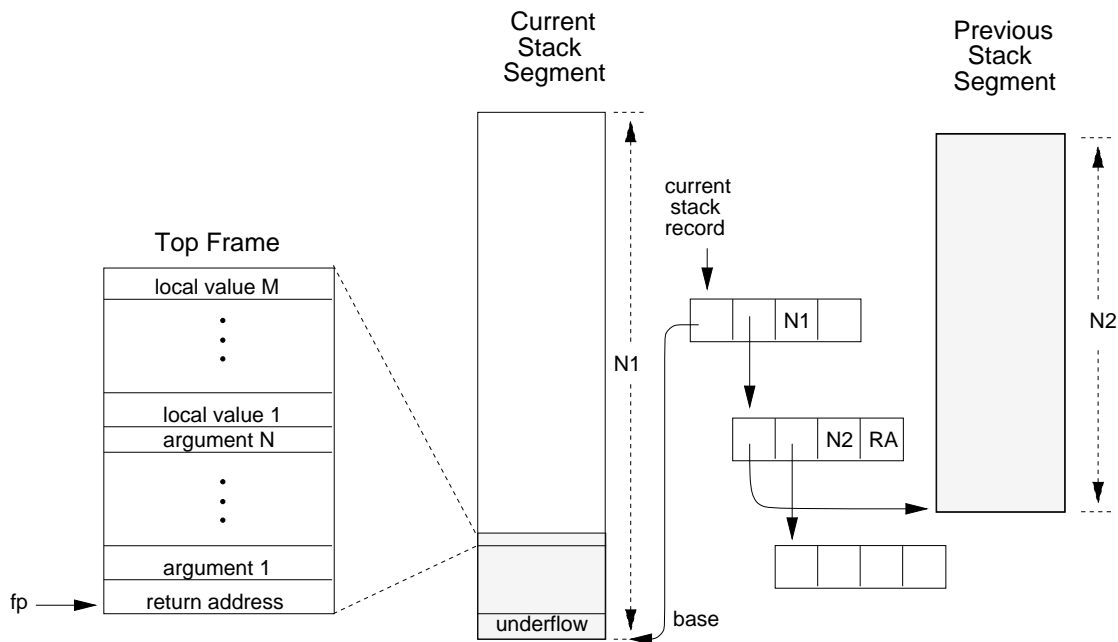 Current
Stack
Segment
Previous
Stack
Segment
current
stack
record
Top Frame
local value M
N1
N2
N1
local value 1
argument N
N2 RA
argument 1
fp
return address
underflow
base